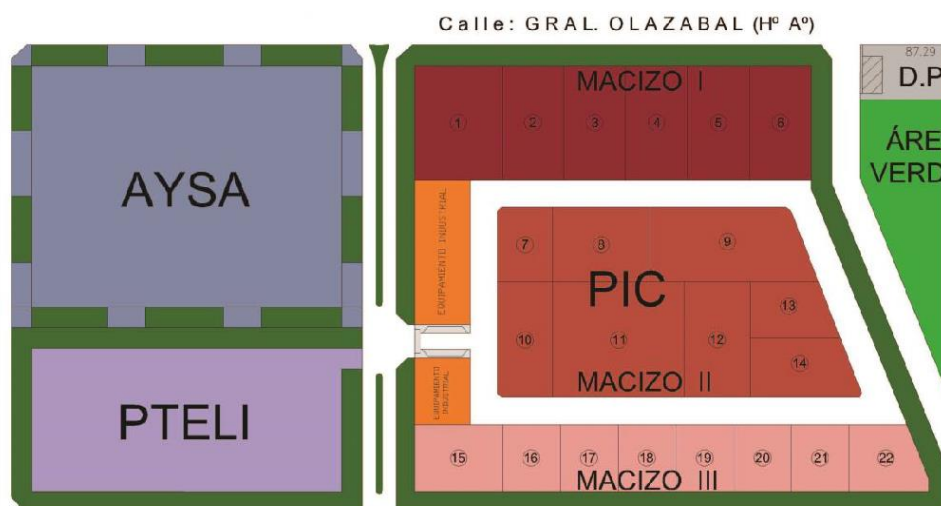 Calle: GRAL. OLAZABAL (Hº Aº)
87.29
D.P
ÁRE
VERD
MACIZO I
1 2 3 4 5 6
AYSA
EQUIPAMIENTO INDUSTRIAL
7 8 9
PIC
10 11 12 13 14
MACIZO II
EQUIPAMIENTO
INDUSTRIAL
PTELI
15 16 17 18 19 20 21 22
MACIZO III